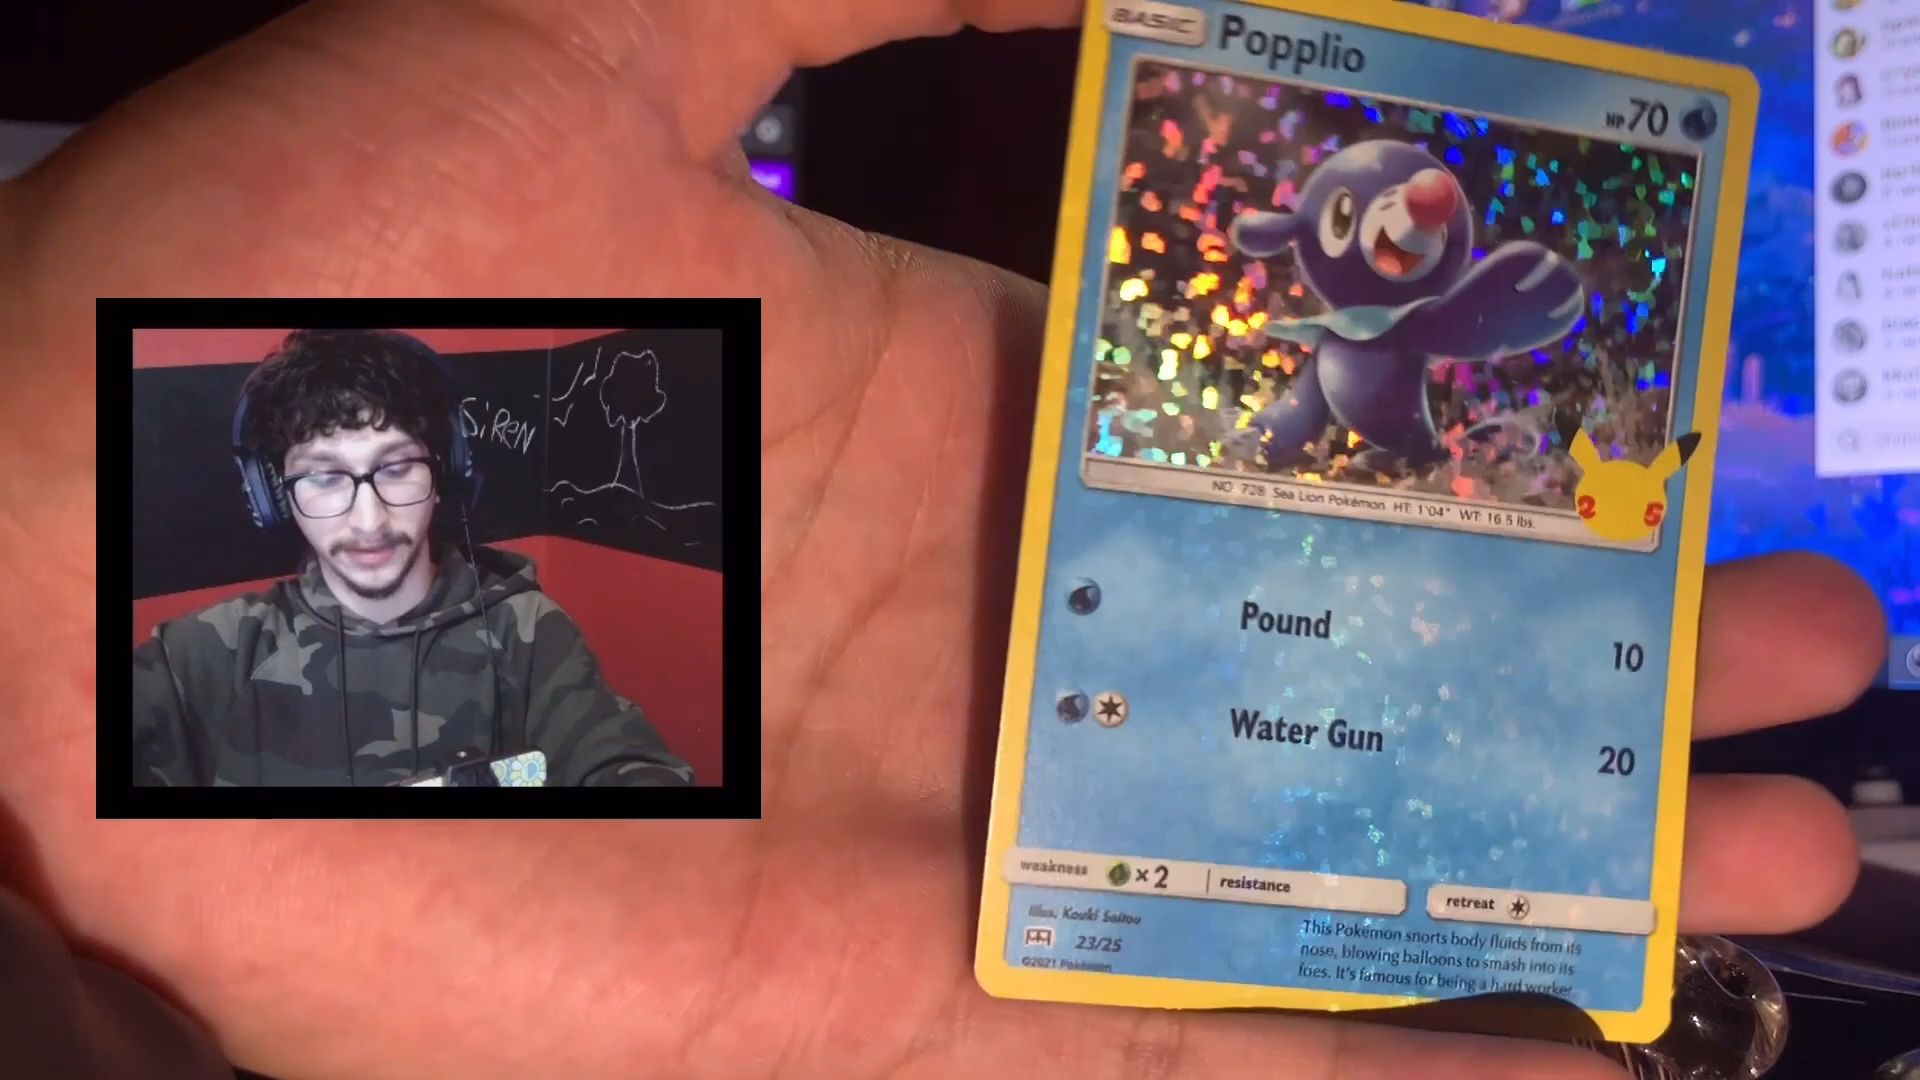 BASIC Popplio
HP 70
NO. 728 Sea Lion Pokémon HT: 1'04" WT: 16.5 lbs.
25
Pound 10
Water Gun 20
weakness ×2 resistance retreat
Illus. Kouki Saitou
23/25
©2021 Pokémon
This Pokémon snorts body fluids from its
nose, blowing balloons to smash into its
foes. It's famous for being a hard worker.
SiREN